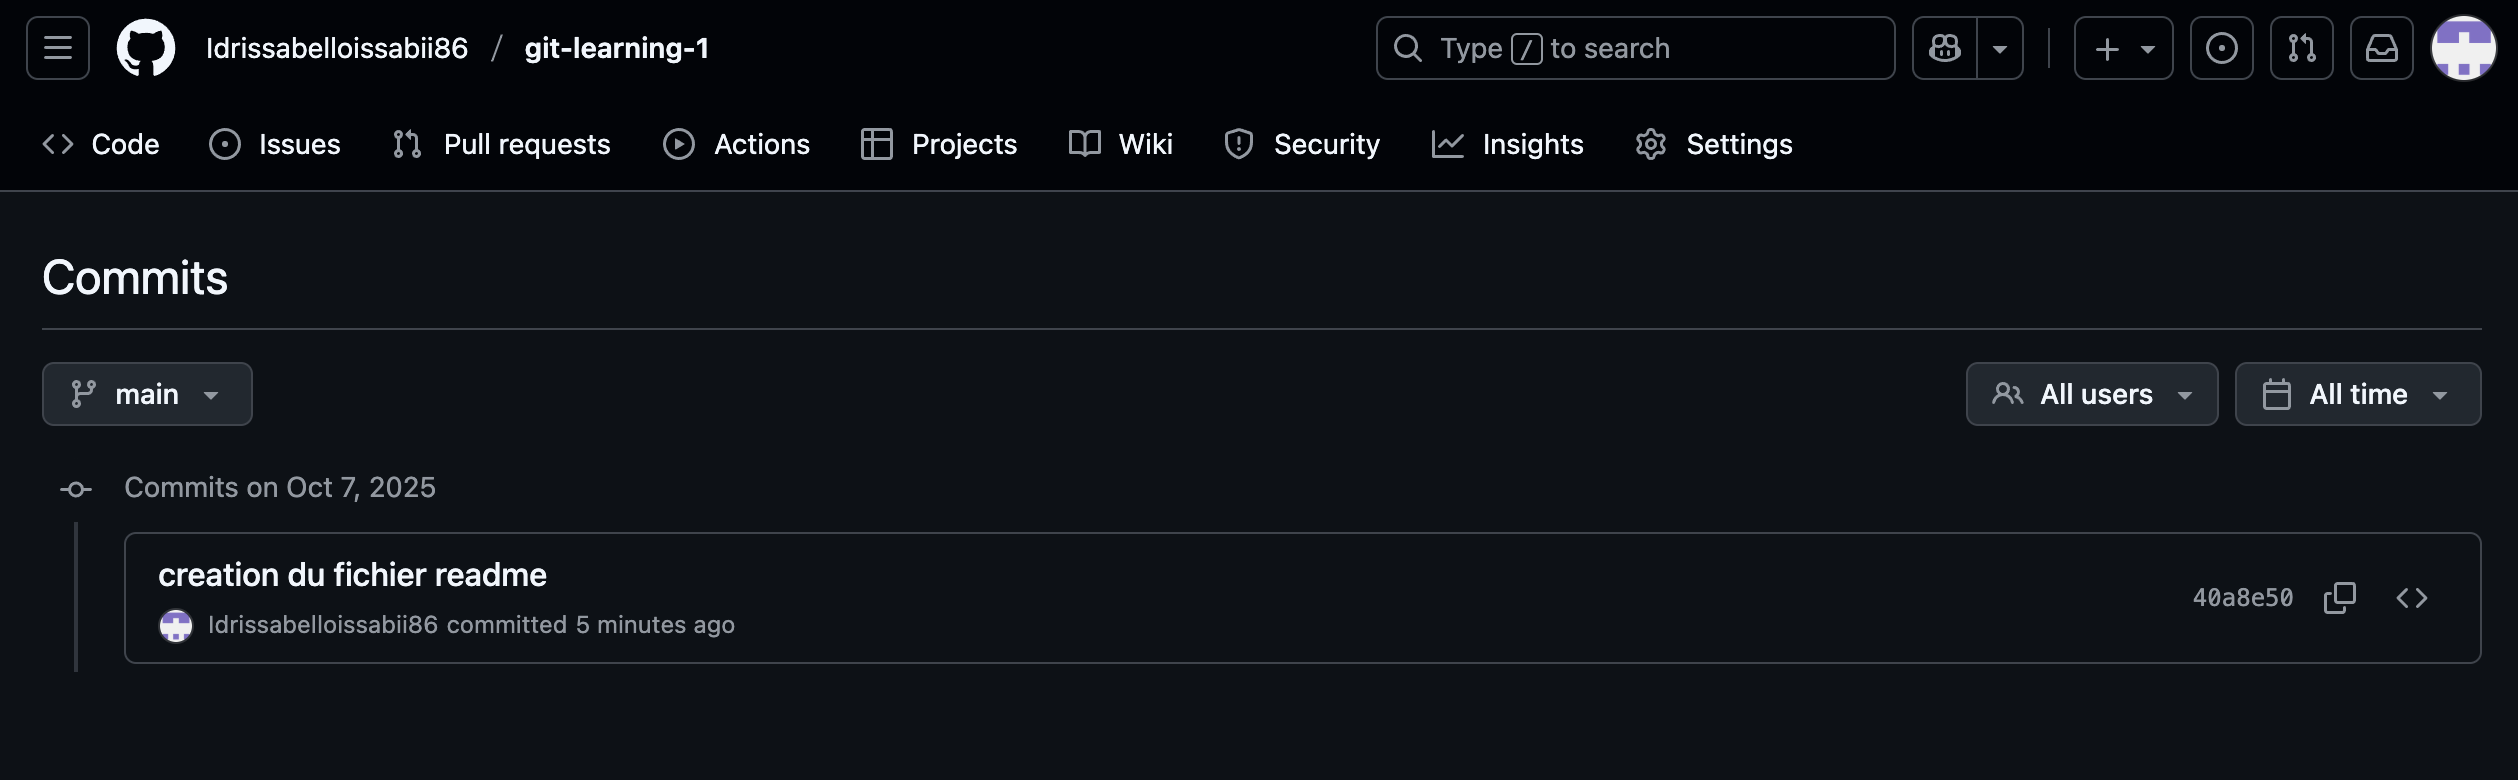 Idrissabelloissabii86 / git-learning-1
Type / to search
Code Issues Pull requests Actions Projects Wiki Security Insights Settings
Commits
main
All users All time
Commits on Oct 7, 2025
creation du fichier readme
40a8e50
Idrissabelloissabii86 committed 5 minutes ago